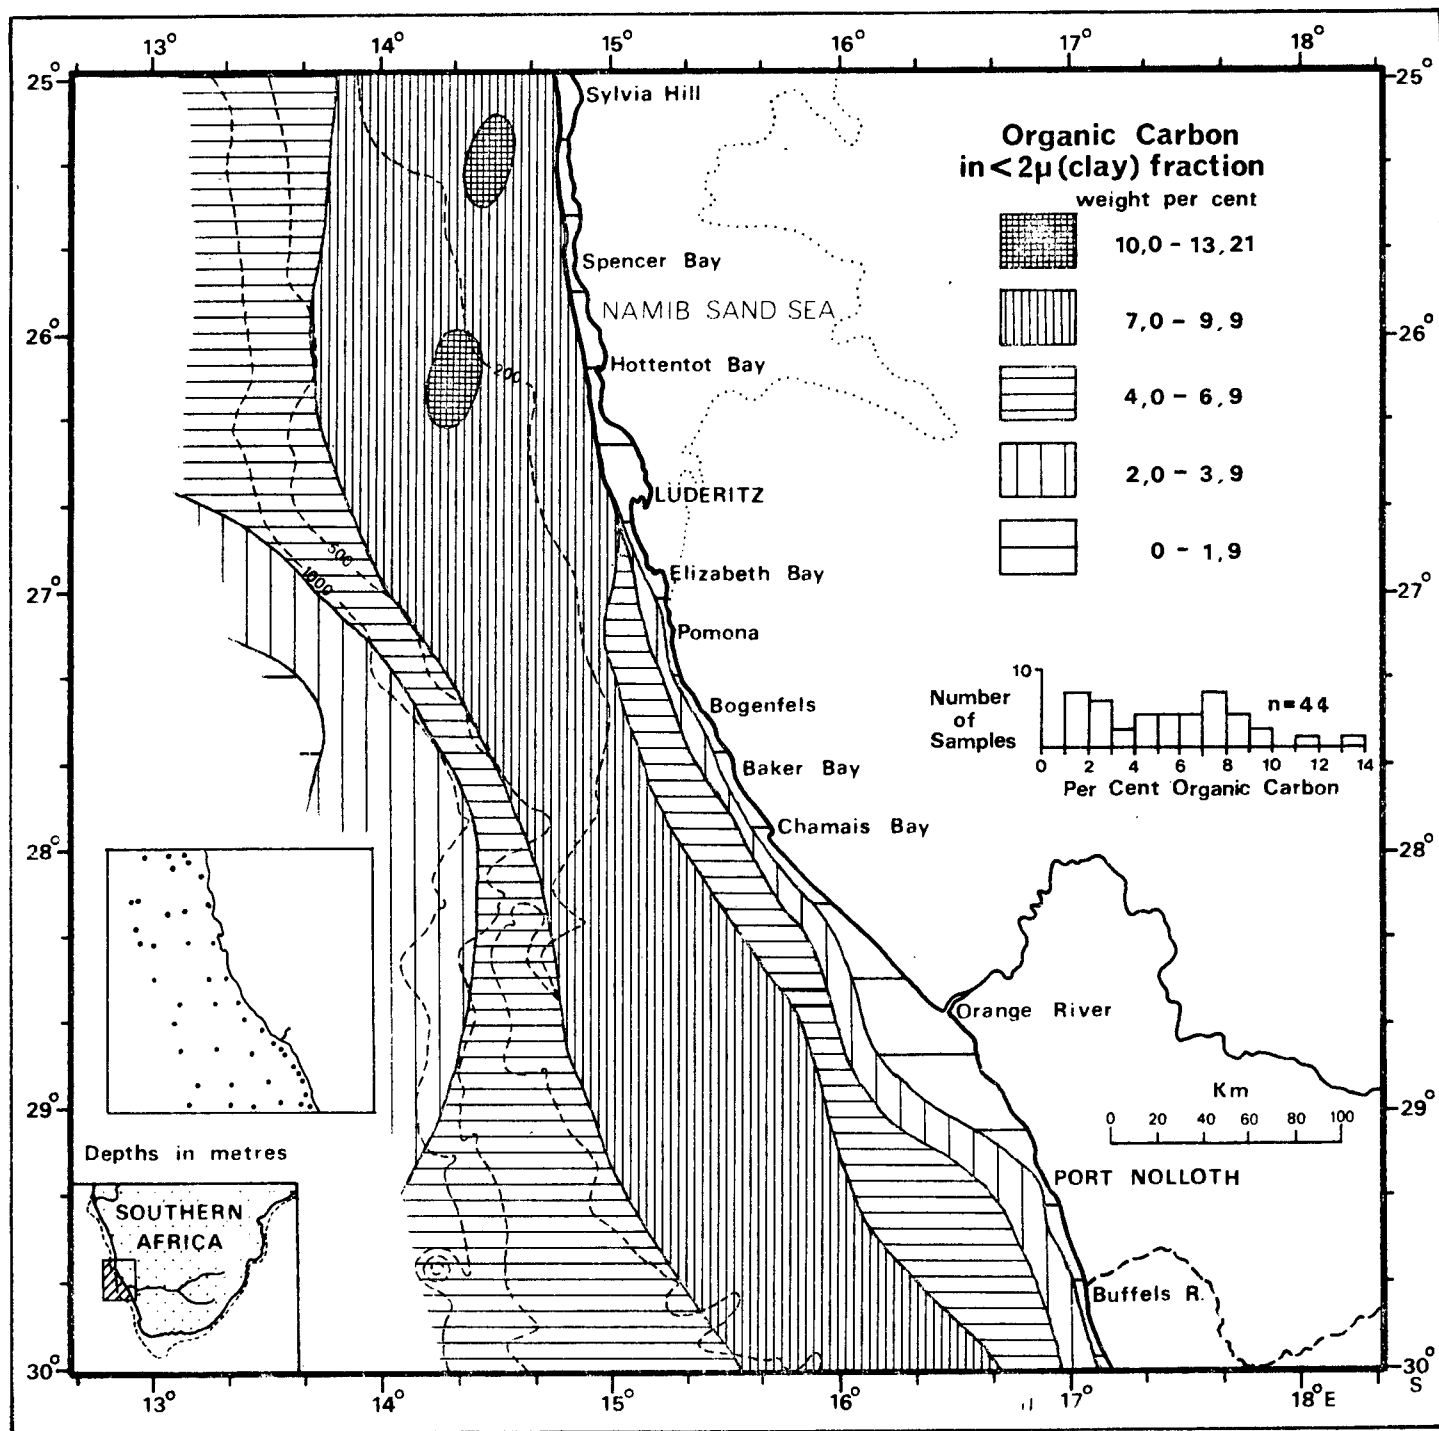 13° 14° 15° 16° 17° 18°
25° 25°
Sylvia Hill
Organic Carbon
in < 2µ (clay) fraction
weight per cent
10,0 - 13,21
Spencer Bay
7,0 - 9,9
NAMIB SAND SEA
26° 26°
Hottentot Bay
200
4,0 - 6,9
2,0 - 3,9
LÜDERITZ
0 - 1,9
500
1000
Elizabeth Bay
27° 27°
Pomona
Bogenfels
10
Number
of
Samples
n=44
0 2 4 6 8 10 12 14
Per Cent Organic Carbon
Baker Bay
Chamais Bay
28° 28°
Orange River
Km
0 20 40 60 80 100
29° 29°
Depths in metres
PORT NOLLOTH
SOUTHERN
AFRICA
Buffels R.
30° 30°
S
13° 14° 15° 16° 17° 18°E